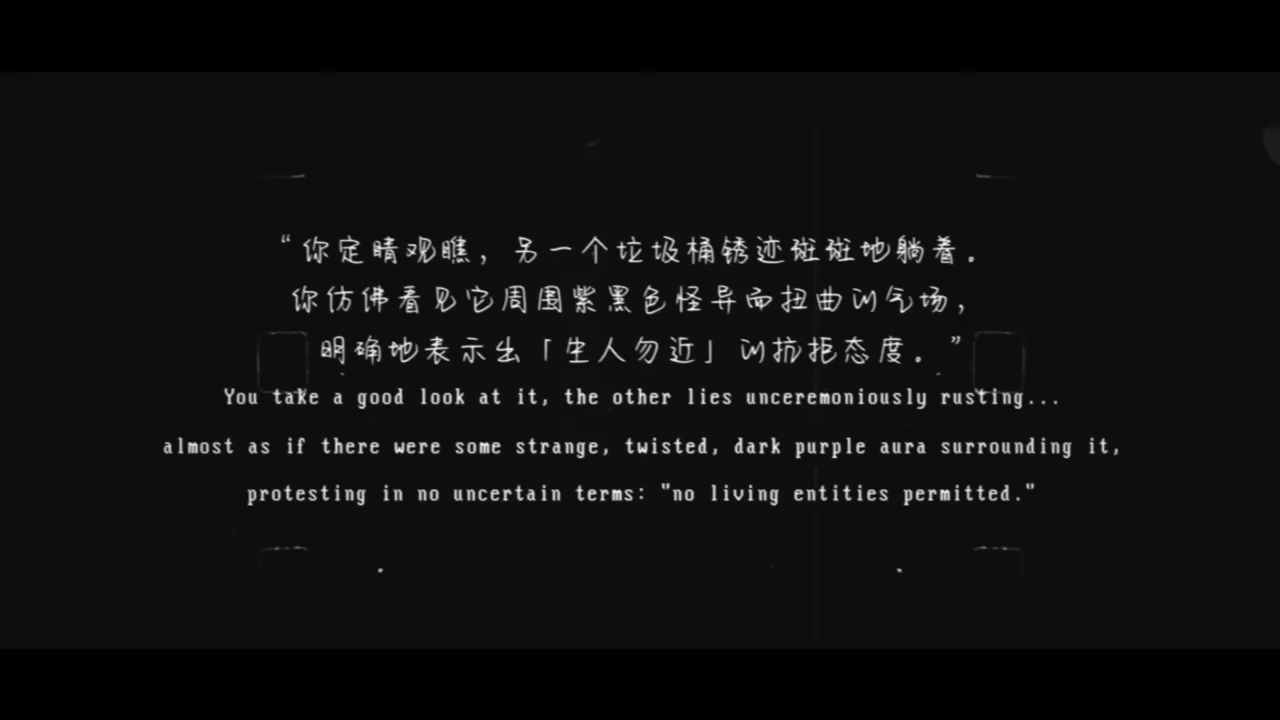 “你定睛观瞧，另一个垃圾桶锈迹斑斑地躺着。
你仿佛看见它周围紫黑色怪异而扭曲的气场，
明确地表示出「生人勿近」的抗拒态度。”
You take a good look at it, the other lies unceremoniously rusting...
almost as if there were some strange, twisted, dark purple aura surrounding it,
protesting in no uncertain terms: "no living entities permitted."